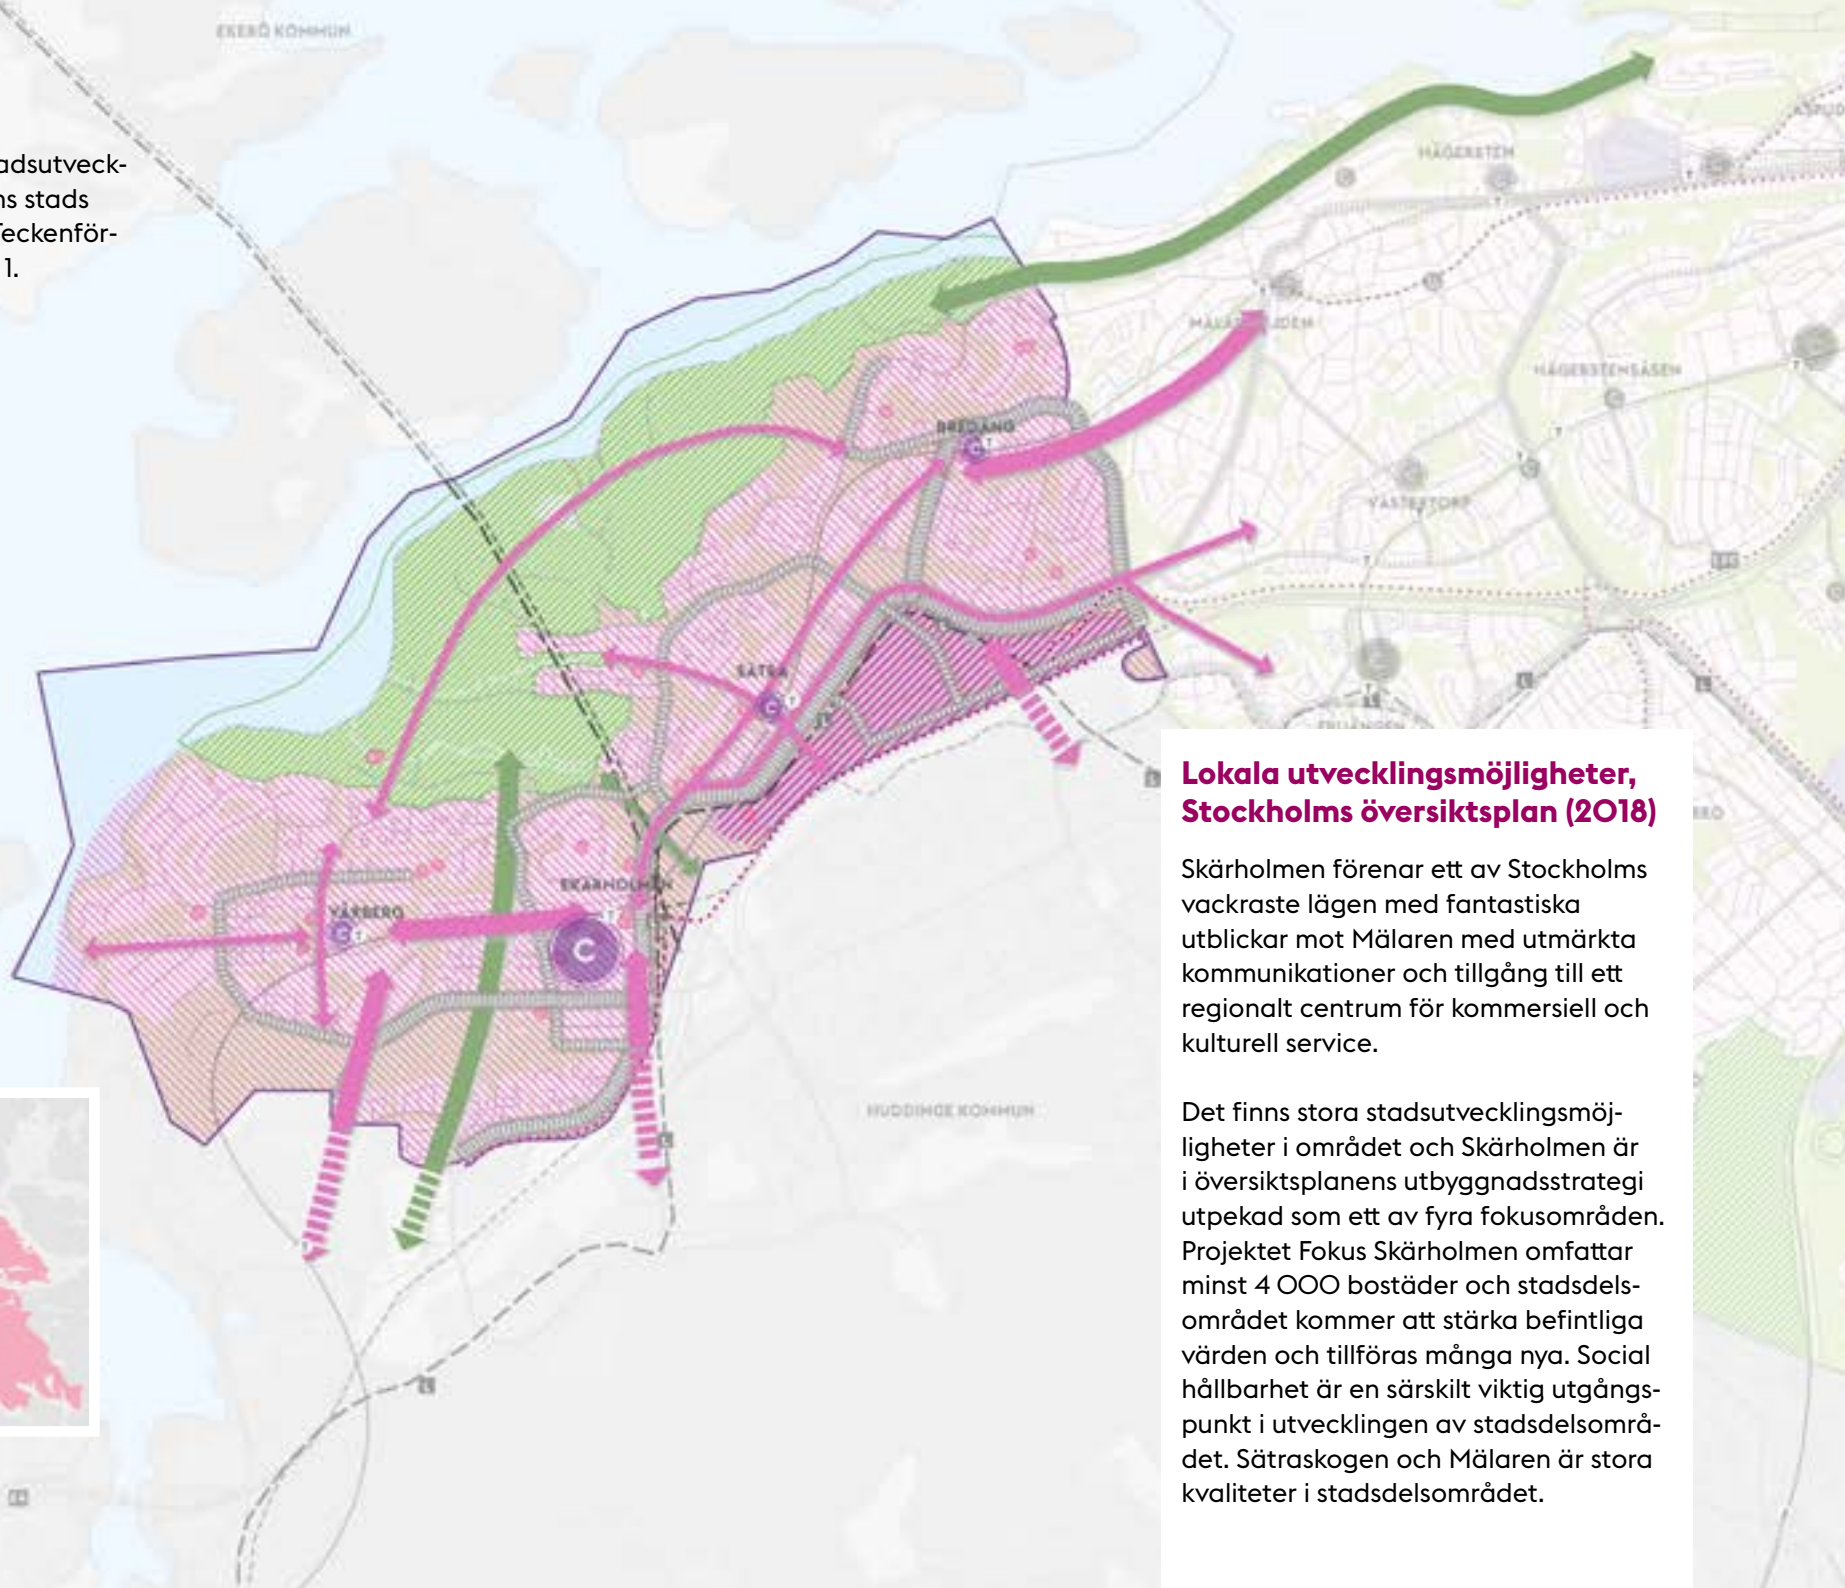 EKERÖ KOMMUN
adsutveck-
ns stads
Teckenför-
1.
HÄGERSTEN
HÄGERSTENSÅSEN
BREDÄNG
VÄSTERTORP
SÄTRA
SKÄRHOLMEN
VÅRBERG
C
HUDDINGE KOMMUN
Lokala utvecklingsmöjligheter,
Stockholms översiktsplan (2018)
Skärholmen förenar ett av Stockholms
vackraste lägen med fantastiska
utblickar mot Mälaren med utmärkta
kommunikationer och tillgång till ett
regionalt centrum för kommersiell och
kulturell service.
Det finns stora stadsutvecklingsmöj-
ligheter i området och Skärholmen är
i översiktsplanens utbyggnadsstrategi
utpekad som ett av fyra fokusområden.
Projektet Fokus Skärholmen omfattar
minst 4 000 bostäder och stadsdels-
området kommer att stärka befintliga
värden och tillföras många nya. Social
hållbarhet är en särskilt viktig utgångs-
punkt i utvecklingen av stadsdelsområ-
det. Sätraskogen och Mälaren är stora
kvaliteter i stadsdelsområdet.